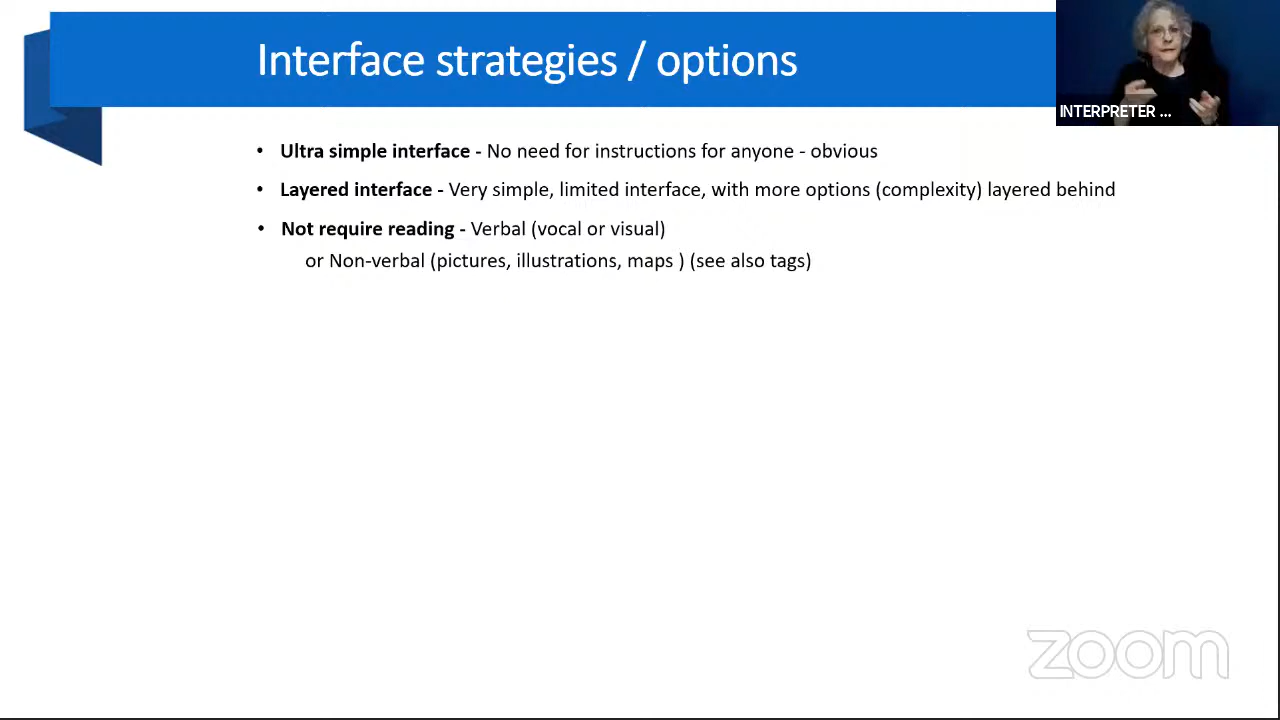 Interface strategies / options
INTERPRETER ...
• Ultra simple interface - No need for instructions for anyone - obvious
• Layered interface - Very simple, limited interface, with more options (complexity) layered behind
• Not require reading - Verbal (vocal or visual)
or Non-verbal (pictures, illustrations, maps ) (see also tags)
zoom